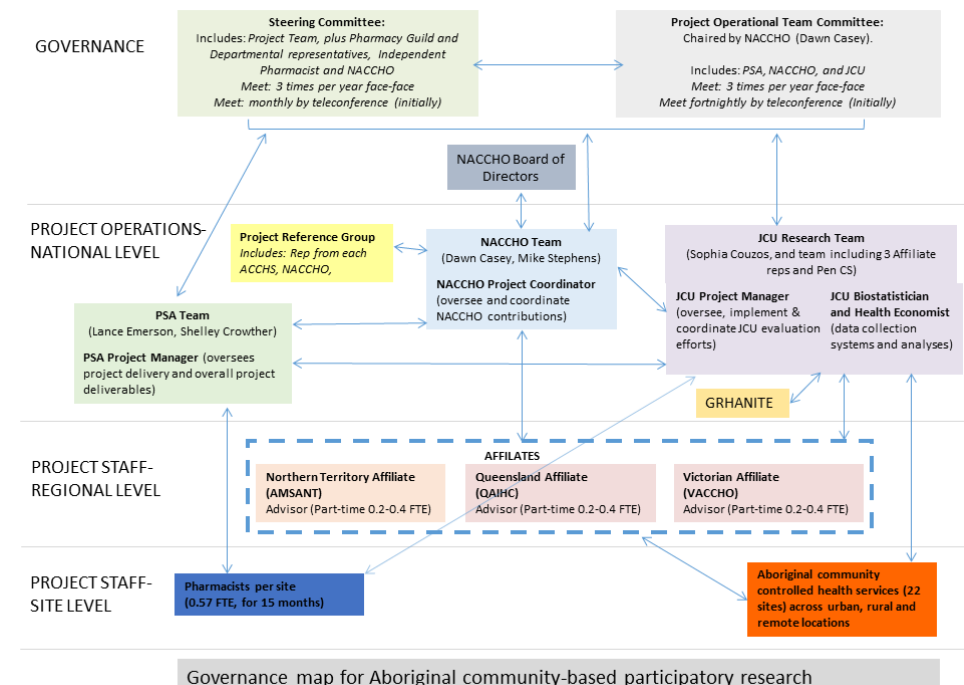 GOVERNANCE
Steering Committee:
Includes: Project Team, plus Pharmacy Guild and
Departmental representatives, Independent
Pharmacist and NACCHO
Meet: 3 times per year face-face
Meet: monthly by teleconference (initially)
Project Operational Team Committee:
Chaired by NACCHO (Dawn Casey).
Includes: PSA, NACCHO, and JCU
Meet: 3 times per year face-face
Meet fortnightly by teleconference (Initially)
NACCHO Board of
Directors
PROJECT OPERATIONS-
NATIONAL LEVEL
Project Reference Group
Includes: Rep from each
ACCHS, NACCHO,
NACCHO Team
(Dawn Casey, Mike Stephens)
NACCHO Project Coordinator
(oversee and coordinate
NACCHO contributions)
JCU Research Team
(Sophia Couzos, and team including 3 Affiliate
reps and Pen CS)
JCU Project Manager
(oversee, implement &
coordinate JCU evaluation
efforts)
JCU Biostatistician
and Health Economist
(data collection
systems and analyses)
PSA Team
(Lance Emerson, Shelley Crowther)
PSA Project Manager (oversees
project delivery and overall project
deliverables)
GRHANITE
PROJECT STAFF-
REGIONAL LEVEL
AFFILATES
Northern Territory Affiliate
(AMSANT)
Advisor (Part-time 0.2-0.4 FTE)
Queensland Affiliate
(QAIHC)
Advisor (Part-time 0.2-0.4 FTE)
Victorian Affiliate
(VACCHO)
Advisor (Part-time 0.2-0.4 FTE)
PROJECT STAFF-
SITE LEVEL
Pharmacists per site
(0.57 FTE, for 15 months)
Aboriginal community
controlled health services (22
sites) across urban, rural and
remote locations
Governance map for Aboriginal community-based participatory research